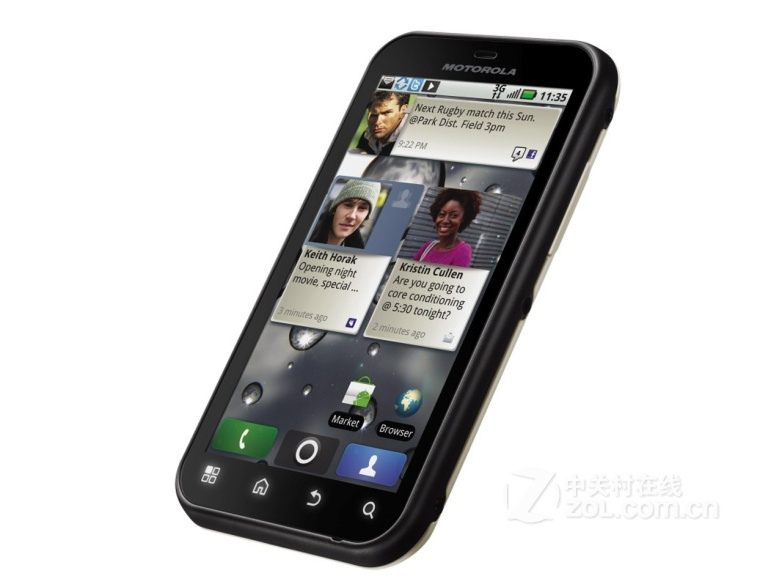 MOTOROLA
3G
11:35
Next Rugby match this Sun.
@Park Dist. Field 3pm
9:22 PM
4
Keith Horak
Opening night
movie, special ...
3 minutes ago
Kristin Cullen
Are you going to
core conditioning
@ 5:30 tonight?
2 minutes ago
Market
Browser
中关村在线
ZOL.com.cn